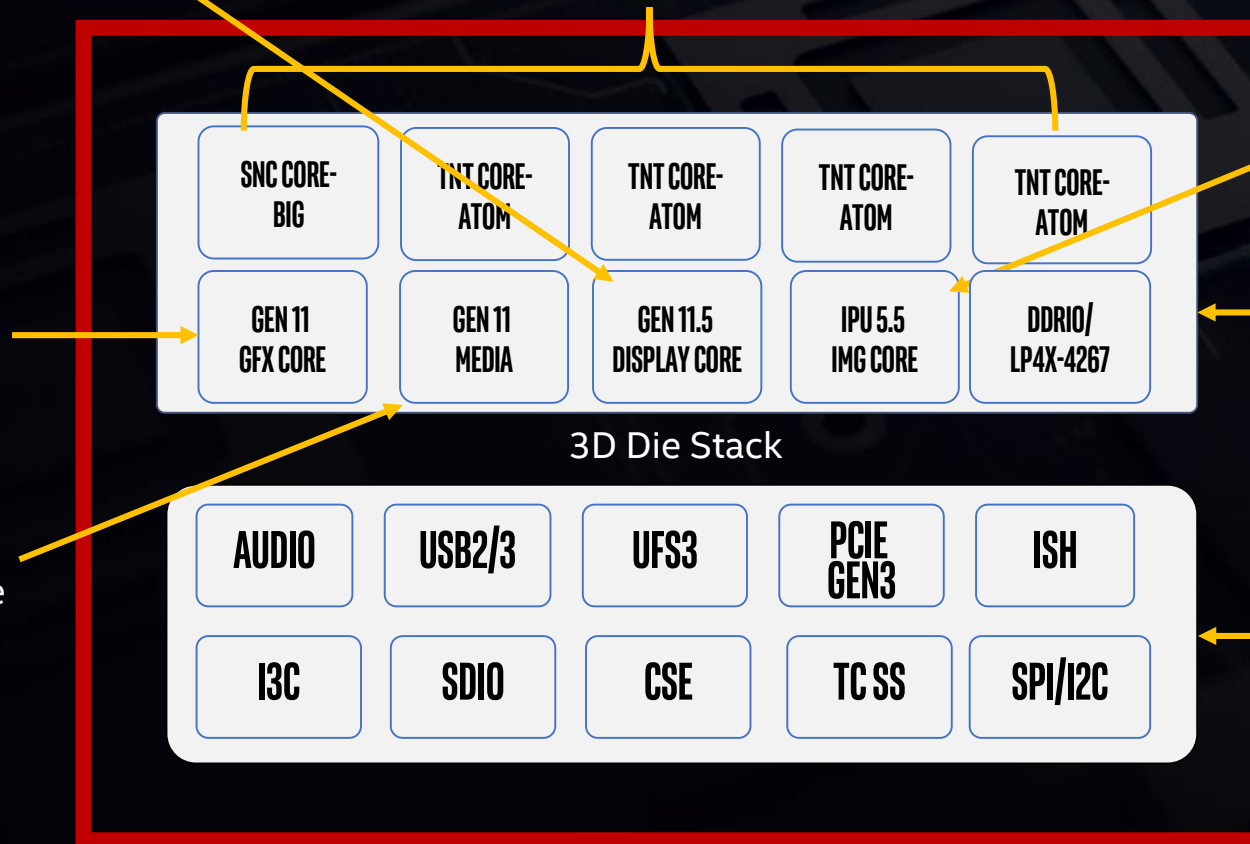 SNC CORE-
BIG
TNT CORE-
ATOM
TNT CORE-
ATOM
TNT CORE-
ATOM
TNT CORE-
ATOM
GEN 11
GFX CORE
GEN 11
MEDIA
GEN 11.5
DISPLAY CORE
IPU 5.5
IMG CORE
DDRIO/
LP4X-4267
3D Die Stack
AUDIO
USB2/3
UFS3
PCIE
GEN3
ISH
e
I3C
SDIO
CSE
TC SS
SPI/I2C